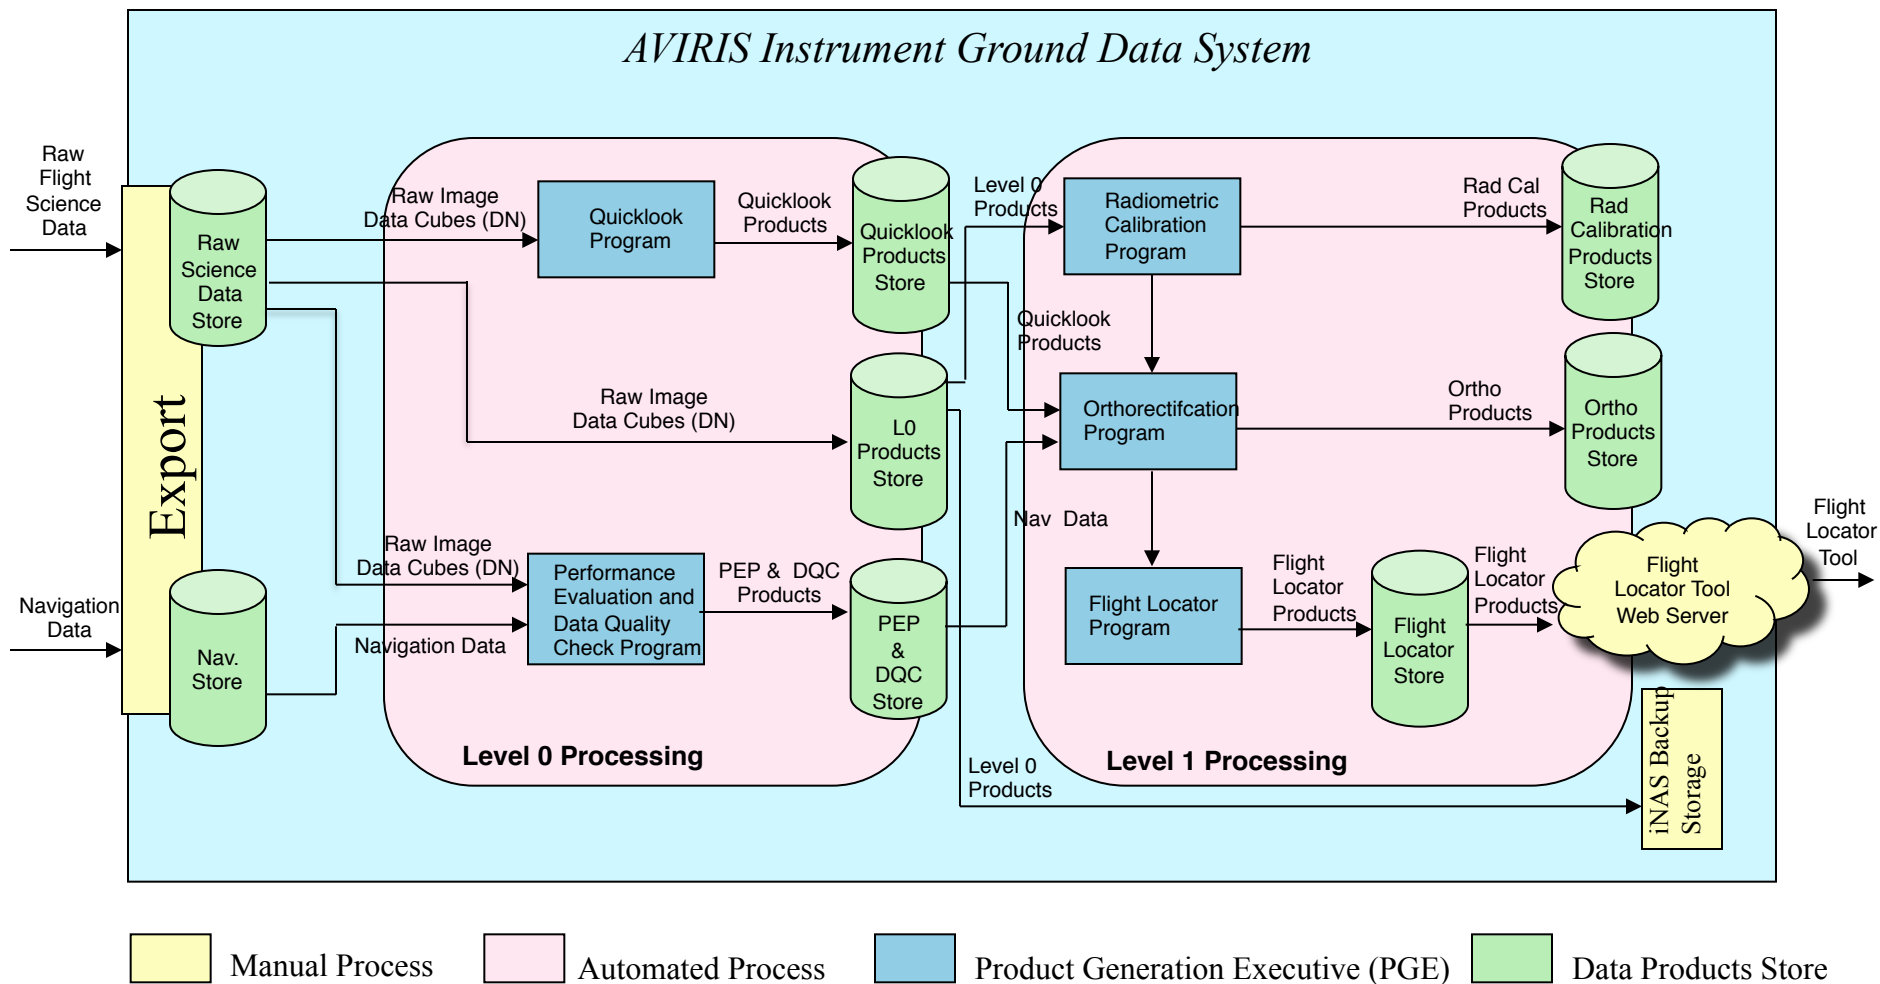 AVIRIS Instrument Ground Data System
Raw
Flight
Science
Data
Navigation
Data
Export
Raw
Science
Data
Store
Nav.
Store
Raw Image
Data Cubes (DN)
Quicklook
Program
Quicklook
Products
Quicklook
Products
Store
Raw Image
Data Cubes (DN)
L0
Products
Store
Raw Image
Data Cubes (DN)
Navigation Data
Performance
Evaluation and
Data Quality
Check Program
PEP & DQC
Products
PEP
&
DQC
Store
Level 0 Processing
Level 0
Products
Quicklook
Products
Nav Data
Level 0
Products
Radiometric
Calibration
Program
Rad Cal
Products
Rad
Calibration
Products
Store
Orthorectifcation
Program
Ortho
Products
Ortho
Products
Store
Flight Locator
Program
Flight
Locator
Products
Flight
Locator
Store
Flight
Locator
Products
Flight
Locator Tool
Web Server
Flight
Locator
Tool
Level 1 Processing
iNAS Backup
Storage
Manual Process
Automated Process
Product Generation Executive (PGE)
Data Products Store